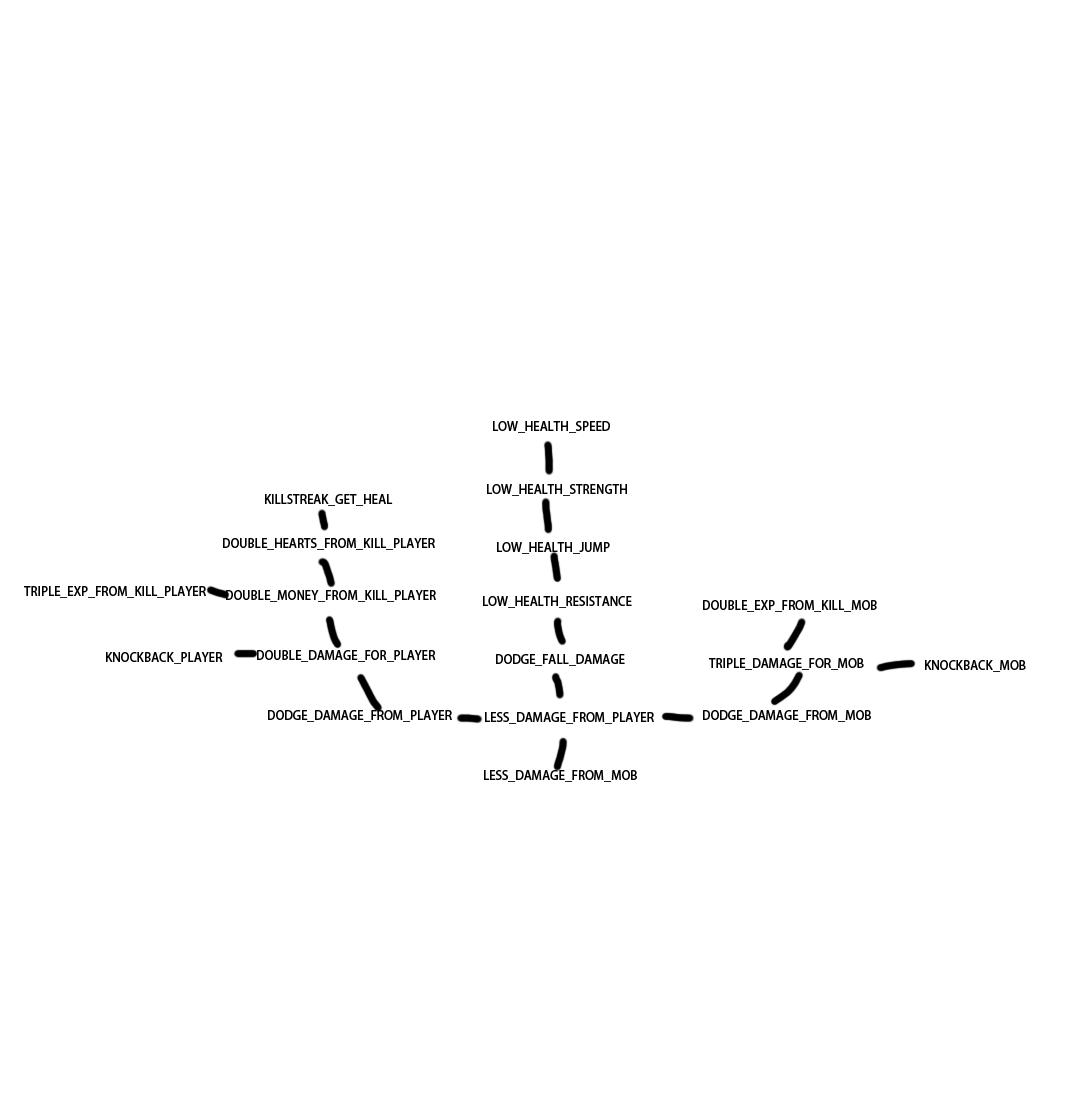 LOW_HEALTH_SPEED
LOW_HEALTH_STRENGTH
KILLSTREAK_GET_HEAL
DOUBLE_HEARTS_FROM_KILL_PLAYER
LOW_HEALTH_JUMP
TRIPLE_EXP_FROM_KILL_PLAYER
DOUBLE_MONEY_FROM_KILL_PLAYER
LOW_HEALTH_RESISTANCE
DOUBLE_EXP_FROM_KILL_MOB
KNOCKBACK_PLAYER
DOUBLE_DAMAGE_FOR_PLAYER
DODGE_FALL_DAMAGE
TRIPLE_DAMAGE_FOR_MOB
KNOCKBACK_MOB
DODGE_DAMAGE_FROM_PLAYER
LESS_DAMAGE_FROM_PLAYER
DODGE_DAMAGE_FROM_MOB
LESS_DAMAGE_FROM_MOB